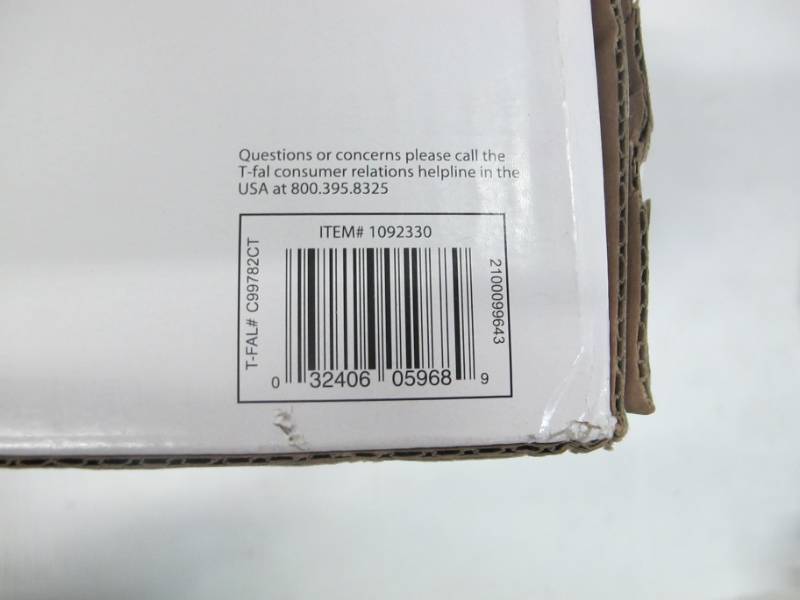 Questions or concerns please call the
T-fal consumer relations helpline in the
USA at 800.395.8325
ITEM# 1092330
T-FAL# C99782CT
2100099643
0 32406 05968 9